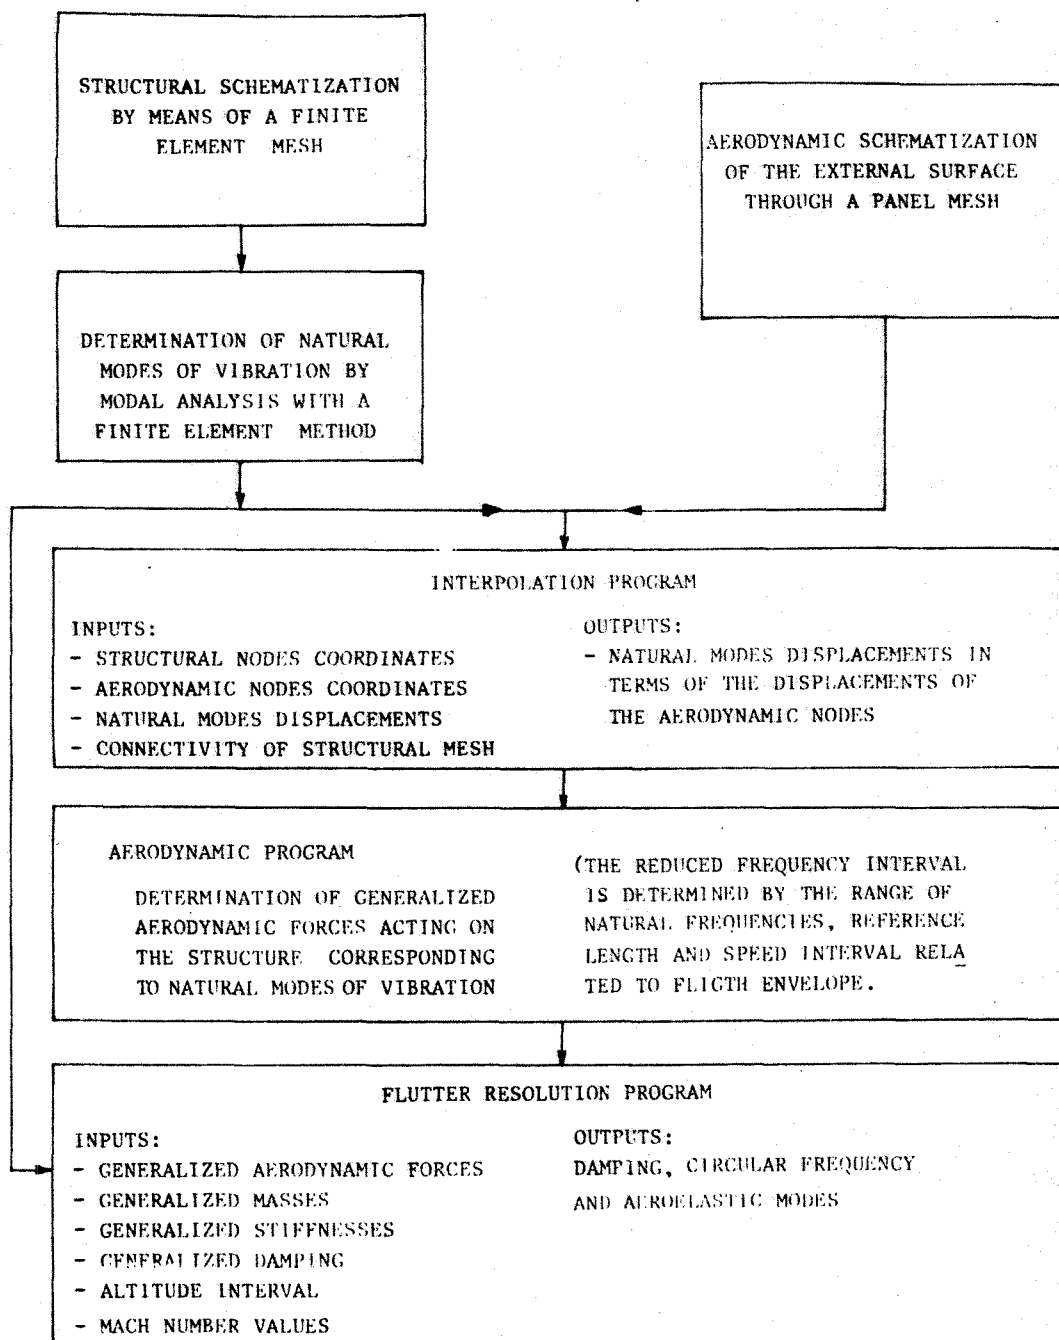 STRUCTURAL SCHEMATIZATION
BY MEANS OF A FINITE
ELEMENT MESH
AERODYNAMIC SCHEMATIZATION
OF THE EXTERNAL SURFACE
THROUGH A PANEL MESH
DETERMINATION OF NATURAL
MODES OF VIBRATION BY
MODAL ANALYSIS WITH A
FINITE ELEMENT METHOD
INTERPOLATION PROGRAM
INPUTS:
- STRUCTURAL NODES COORDINATES
- AERODYNAMIC NODES COORDINATES
- NATURAL MODES DISPLACEMENTS
- CONNECTIVITY OF STRUCTURAL MESH
OUTPUTS:
- NATURAL MODES DISPLACEMENTS IN
TERMS OF THE DISPLACEMENTS OF
THE AERODYNAMIC NODES
AERODYNAMIC PROGRAM
DETERMINATION OF GENERALIZED
AERODYNAMIC FORCES ACTING ON
THE STRUCTURE CORRESPONDING
TO NATURAL MODES OF VIBRATION
(THE REDUCED FREQUENCY INTERVAL
IS DETERMINED BY THE RANGE OF
NATURAL FREQUENCIES, REFERENCE
LENGTH AND SPEED INTERVAL RELA
TED TO FLIGTH ENVELOPE.
FLUTTER RESOLUTION PROGRAM
INPUTS:
- GENERALIZED AERODYNAMIC FORCES
- GENERALIZED MASSES
- GENERALIZED STIFFNESSES
- GENERALIZED DAMPING
- ALTITUDE INTERVAL
- MACH NUMBER VALUES
OUTPUTS:
DAMPING, CIRCULAR FREQUENCY
AND AEROELASTIC MODES